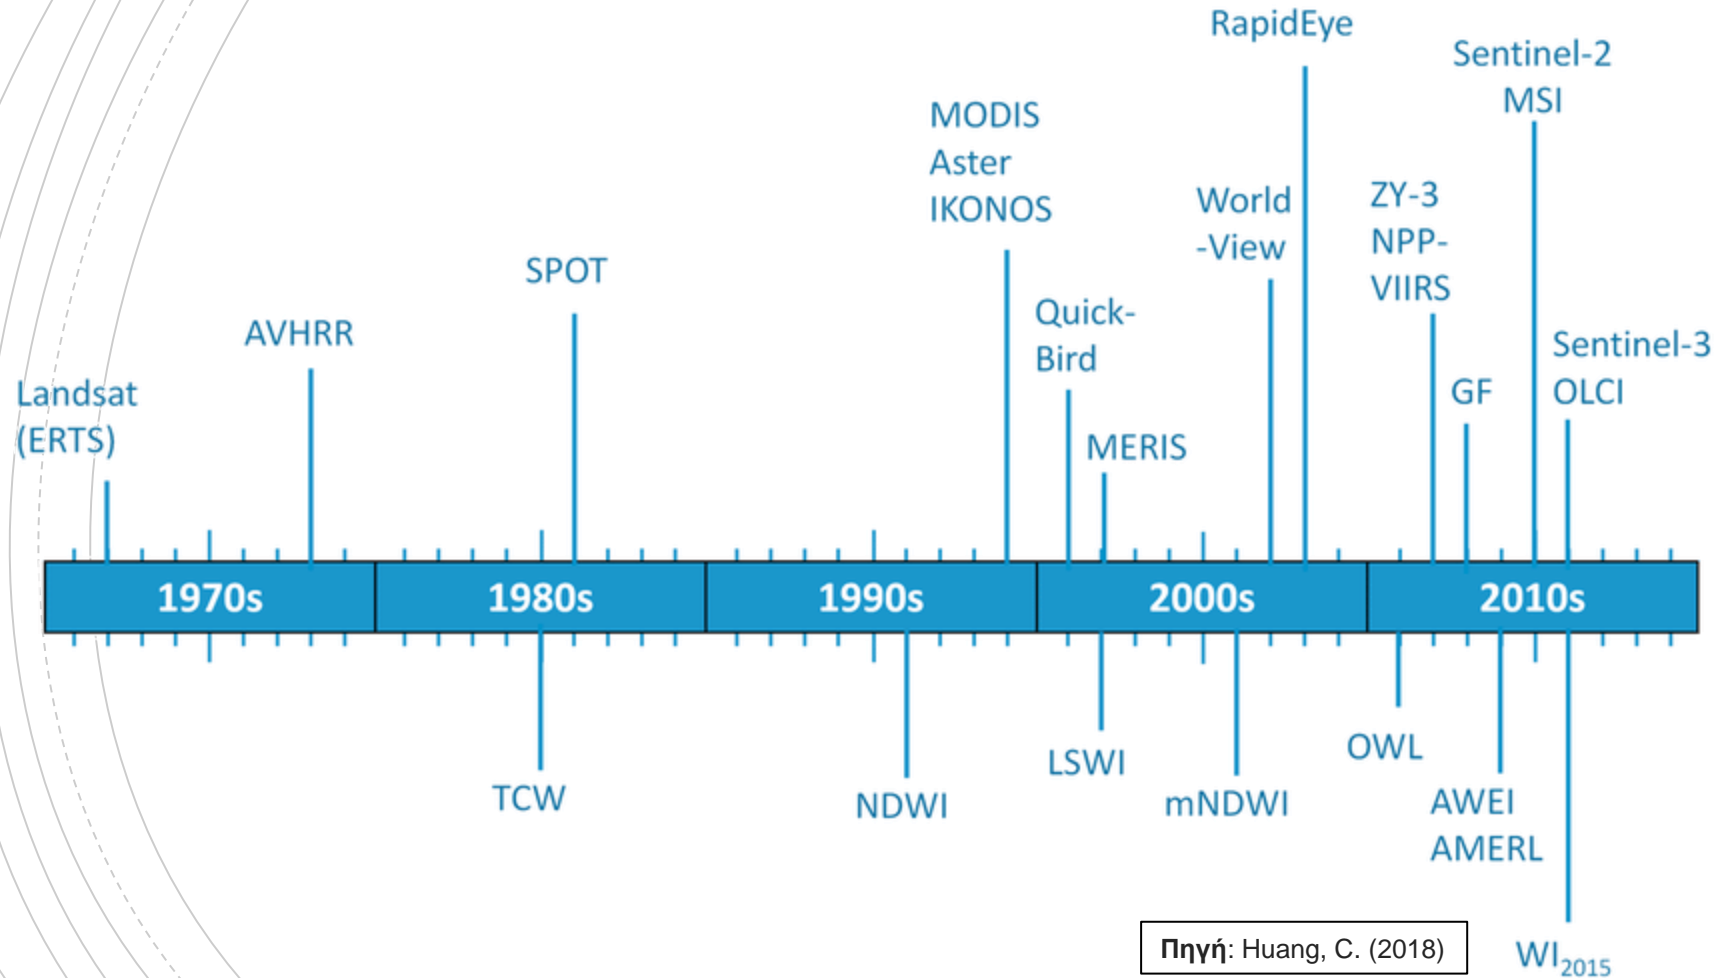 RapidEye
Sentinel-2
MSI
MODIS
Aster
IKONOS
World
-View
ZY-3
NPP-
VIIRS
SPOT
Quick-
Bird
AVHRR
Sentinel-3
OLCI
GF
Landsat
(ERTS)
MERIS
1970s
1980s
1990s
2000s
2010s
TCW
NDWI
LSWI
mNDWI
OWL
AWEI
AMERL
WI2015
Πηγή: Huang, C. (2018)